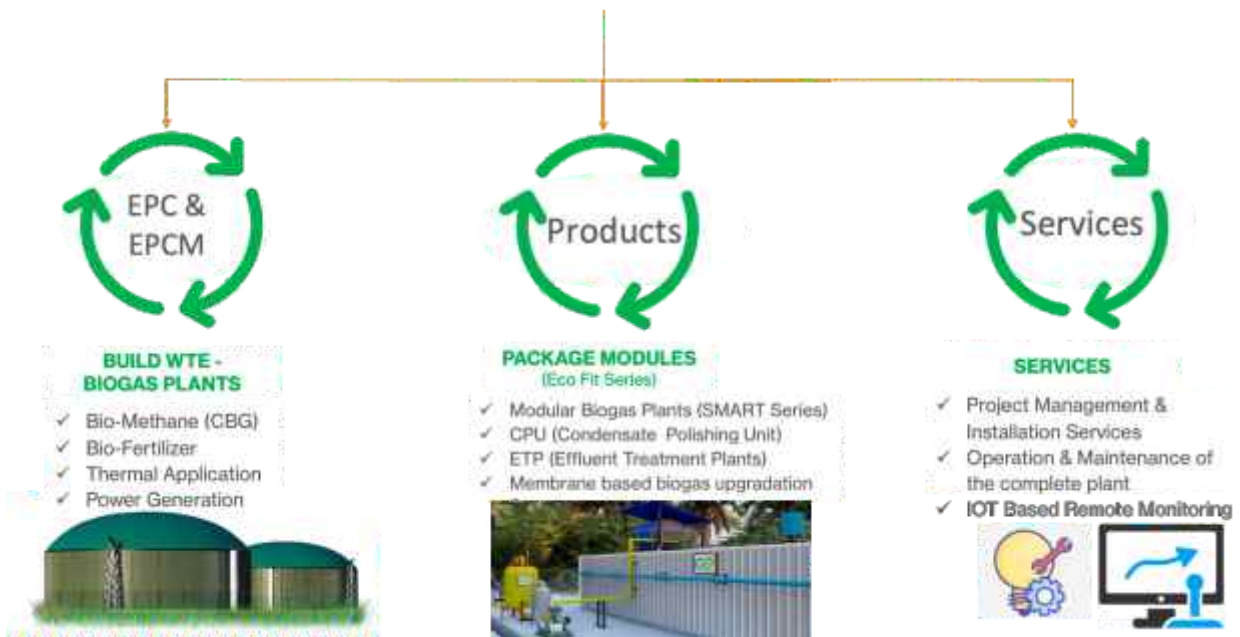 EPC &
EPCM
BUILD WTE -
BIOGAS PLANTS
✓ Bio-Methane (CBG)
✓ Bio-Fertilizer
✓ Thermal Application
✓ Power Generation
Products
PACKAGE MODULES
(Eco Fit Series)
✓ Modular Biogas Plants (SMART Series)
✓ CPU (Condensate Polishing Unit)
✓ ETP (Effluent Treatment Plants)
✓ Membrane based biogas upgradation
Services
SERVICES
✓ Project Management &
Installation Services
✓ Operation & Maintenance of
the complete plant
✓ IOT Based Remote Monitoring